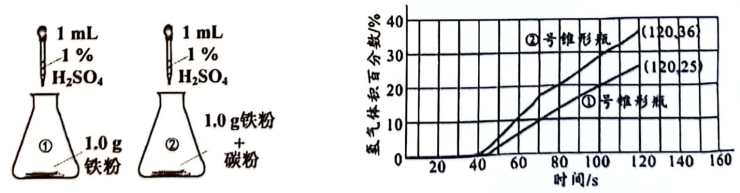 1 mL
1 %
H₂SO₄
①
1.0 g
铁粉
1 mL
1 %
H₂SO₄
②
1.0 g铁粉
+
碳粉
氢气体积百分数/%
40
30
20
10
0
20
40
60
80
100
120
140
160
时间/s
②号锥形瓶
(120,36)
(120,25)
①号锥形瓶